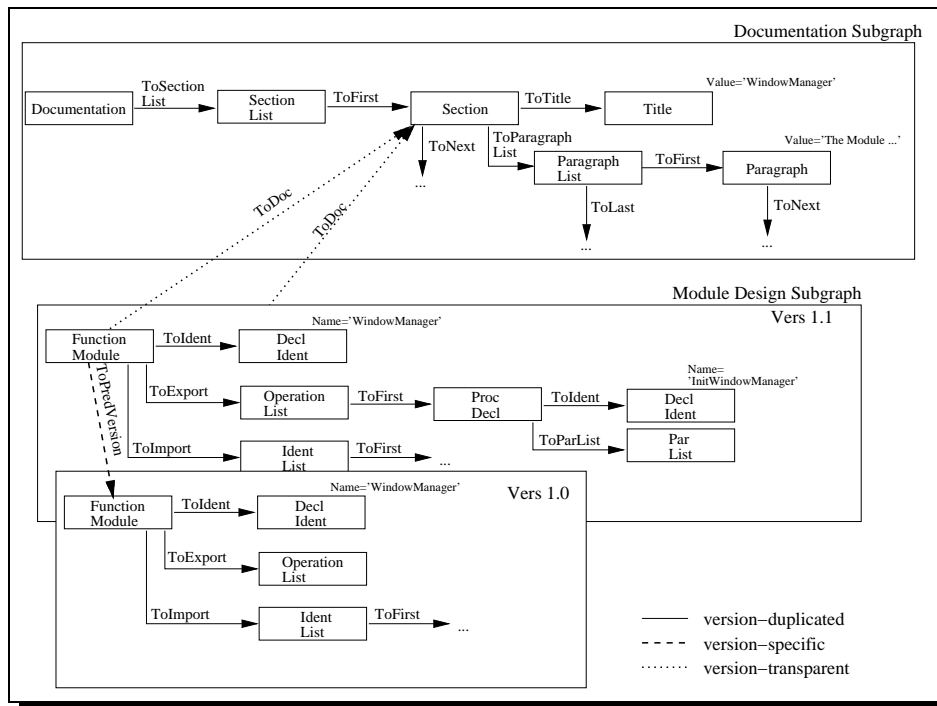 Documentation Subgraph
Documentation
ToSection
List
Section
List
ToFirst
Section
ToTitle
Value='WindowManager'
Title
ToNext
...
ToParagraph
List
Paragraph
List
ToFirst
Value='The Module ...'
Paragraph
ToLast
...
ToNext
...
ToDoc
ToDoc
Module Design Subgraph
Vers 1.1
Function
Module
ToIdent
Name='WindowManager'
Decl
Ident
ToExport
Operation
List
ToFirst
Proc
Decl
ToIdent
Name=
'InitWindowManager'
Decl
Ident
ToParList
Par
List
ToImport
Ident
List
ToFirst
...
ToPredVersion
Vers 1.0
Function
Module
ToIdent
Name='WindowManager'
Decl
Ident
ToExport
Operation
List
ToImport
Ident
List
ToFirst
...
version−duplicated
version−specific
version−transparent